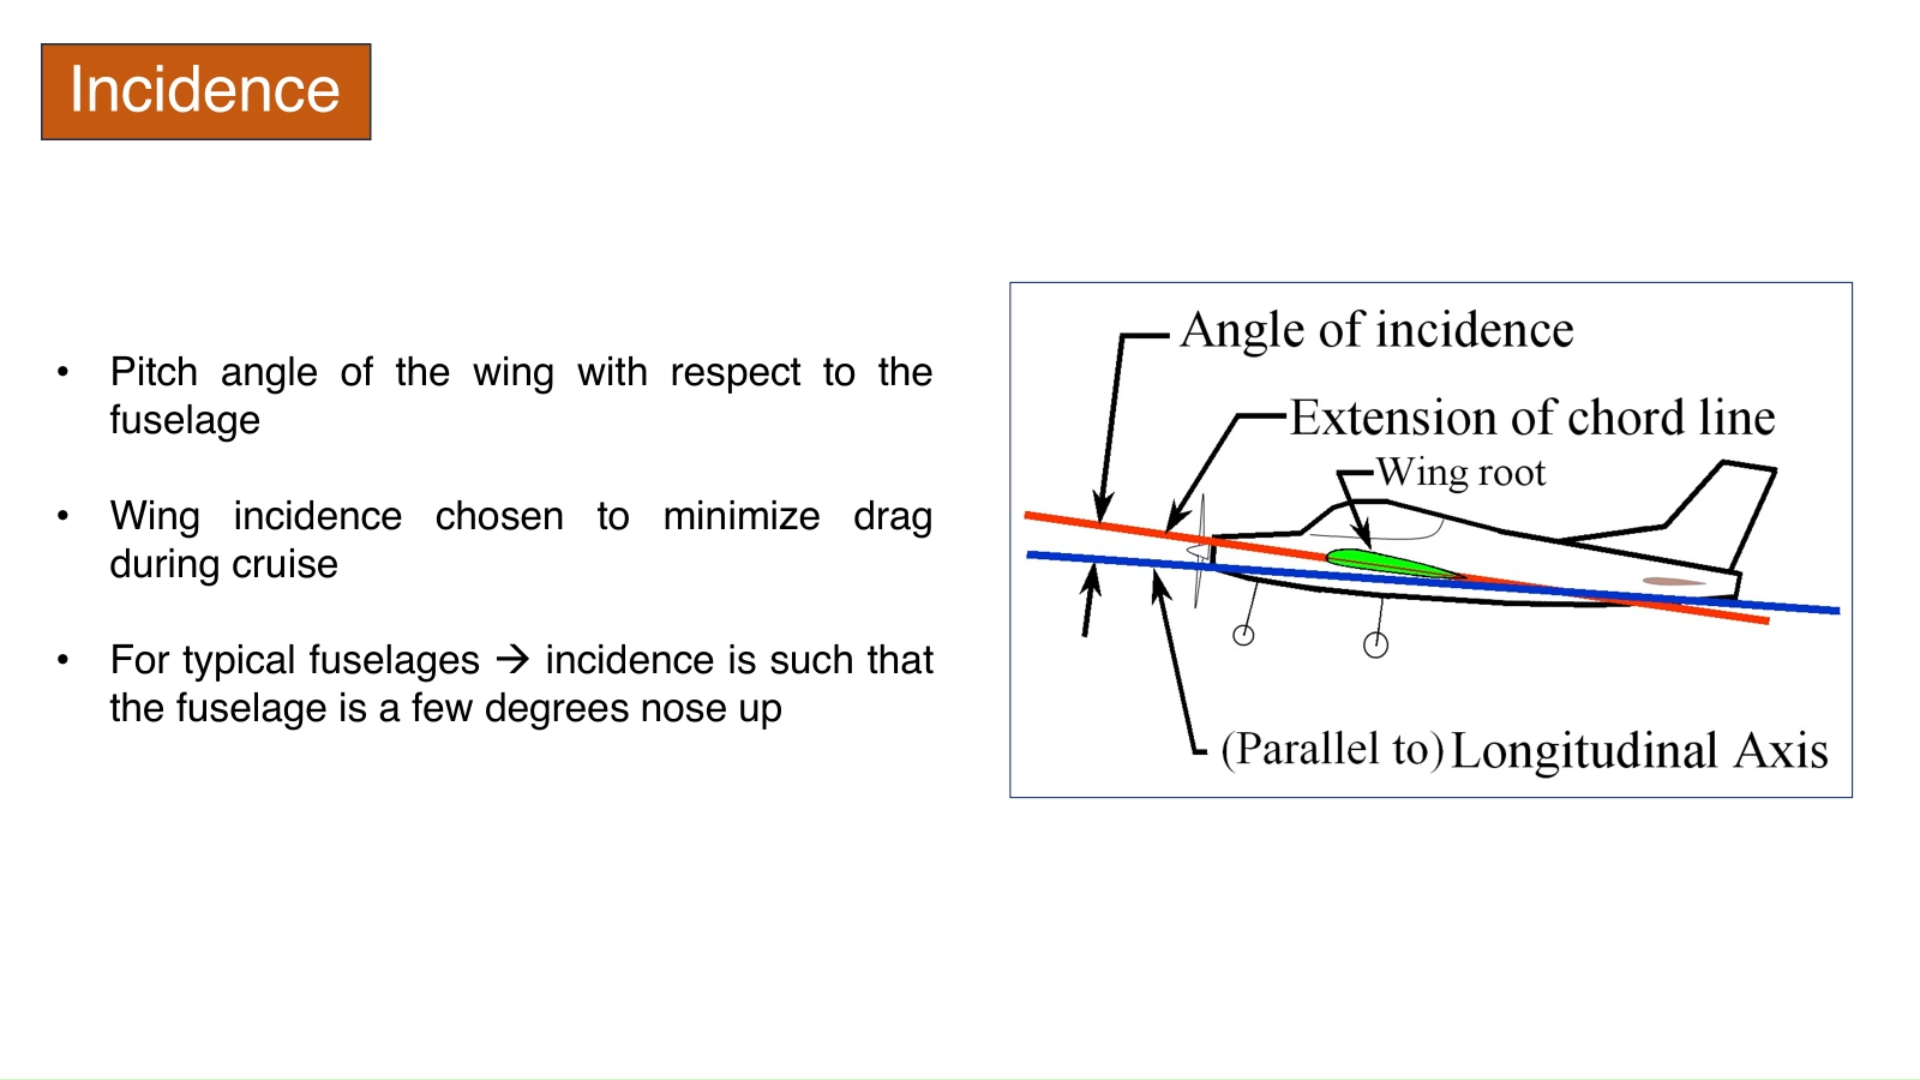 Incidence
• Pitch angle of the wing with respect to the
fuselage
• Wing incidence chosen to minimize drag
during cruise
• For typical fuselages → incidence is such that
the fuselage is a few degrees nose up
Angle of incidence
Extension of chord line
Wing root
(Parallel to) Longitudinal Axis